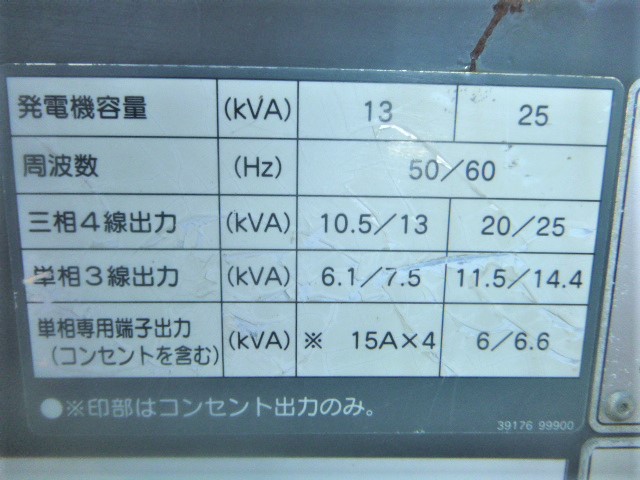 発電機容量 (kVA) 13 25
周波数 (Hz) 50/60
三相4線出力 (kVA) 10.5/13 20/25
単相3線出力 (kVA) 6.1/7.5 11.5/14.4
単相専用端子出力
(コンセントを含む) (kVA) ※ 15A×4 6/6.6
●※印部はコンセント出力のみ。
39176 99900